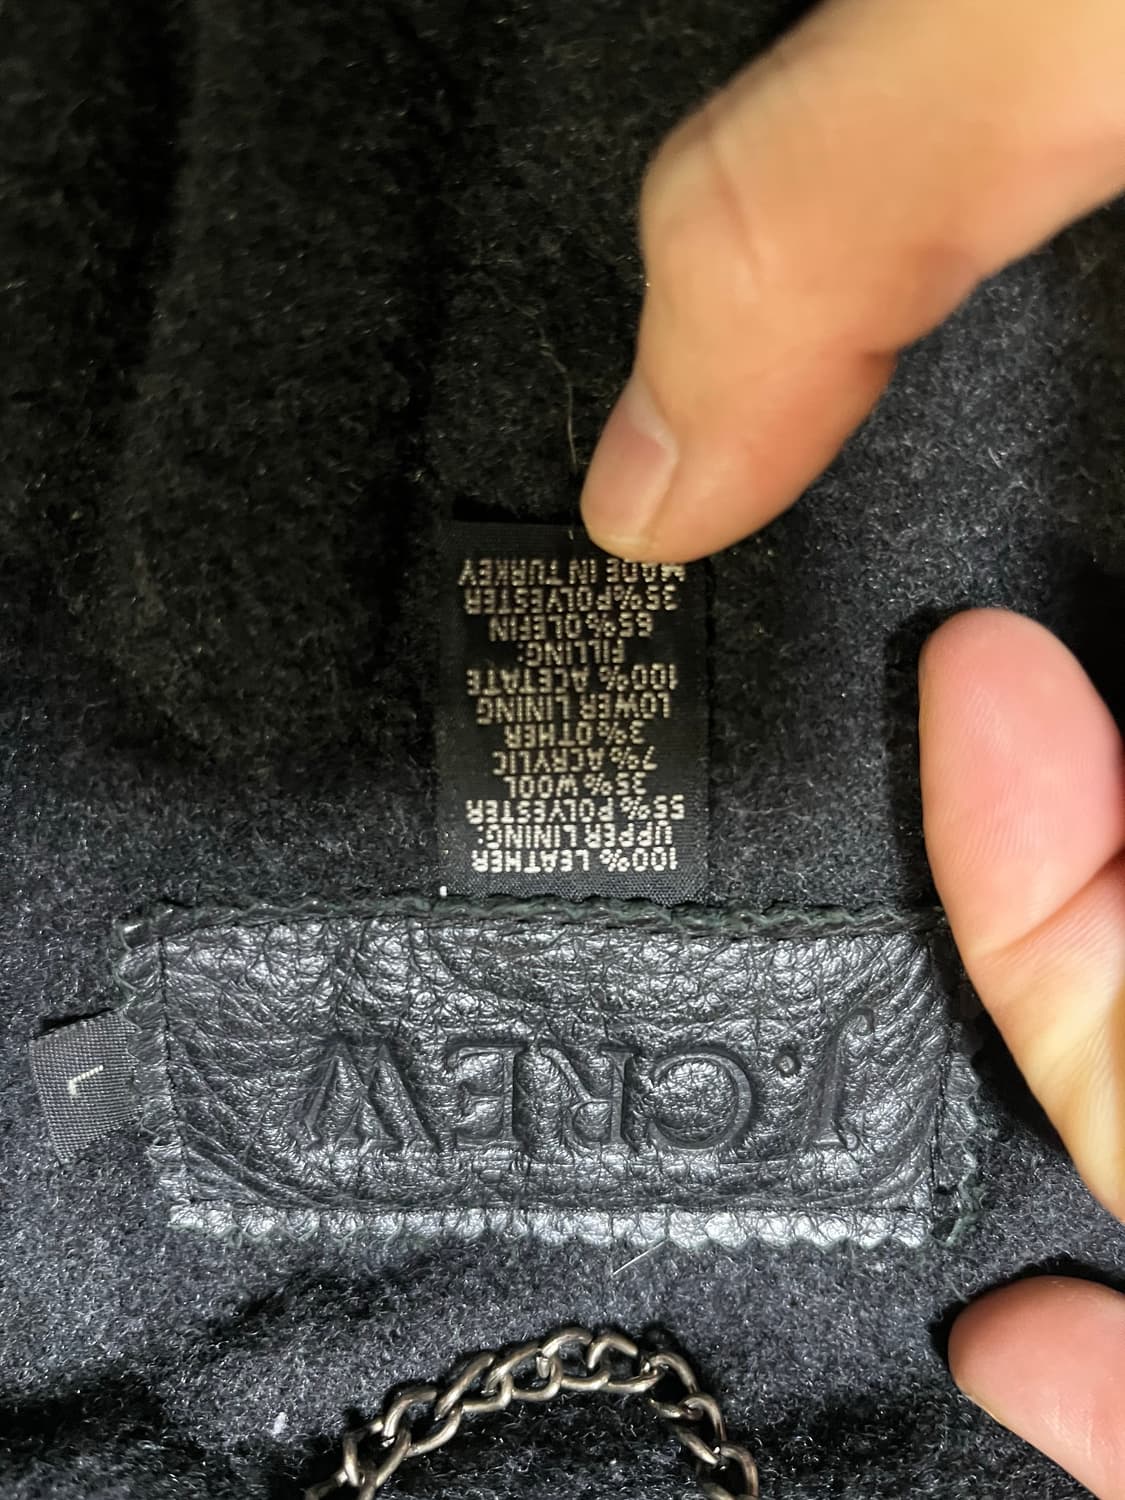 J.CREW
L
100% LEATHER
UPPER LINING:
55% POLYESTER
35% WOOL
7% ACRYLIC
3% OTHER
LOWER LINING
100% ACETATE
FILLING:
65% OLEFIN
35% POLYESTER
MADE IN TURKEY